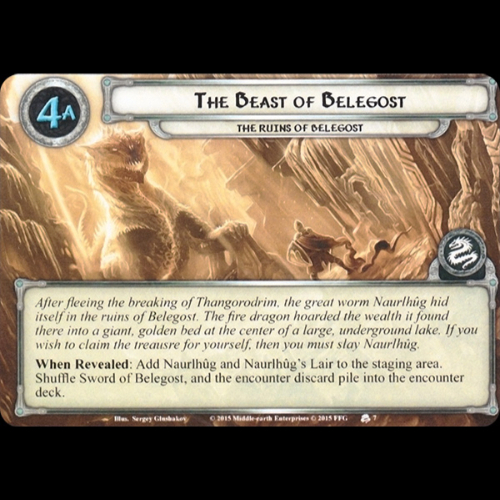 4A
THE BEAST OF BELEGOST
THE RUINS OF BELEGOST
After fleeing the breaking of Thangorodrim, the great worm Naurlhûg hid
itself in the ruins of Belegost. The fire dragon hoarded the wealth it found
there into a giant, golden bed at the center of a large, underground lake. If you
wish to claim the treausre for yourself, then you must slay Naurlhûg.
When Revealed: Add Naurlhûg and Naurlhûg's Lair to the staging area.
Shuffle Sword of Belegost, and the encounter discard pile into the encounter
deck.
Illus. Sergey Glushakov © 2015 Middle-earth Enterprises © 2015 FFG 7